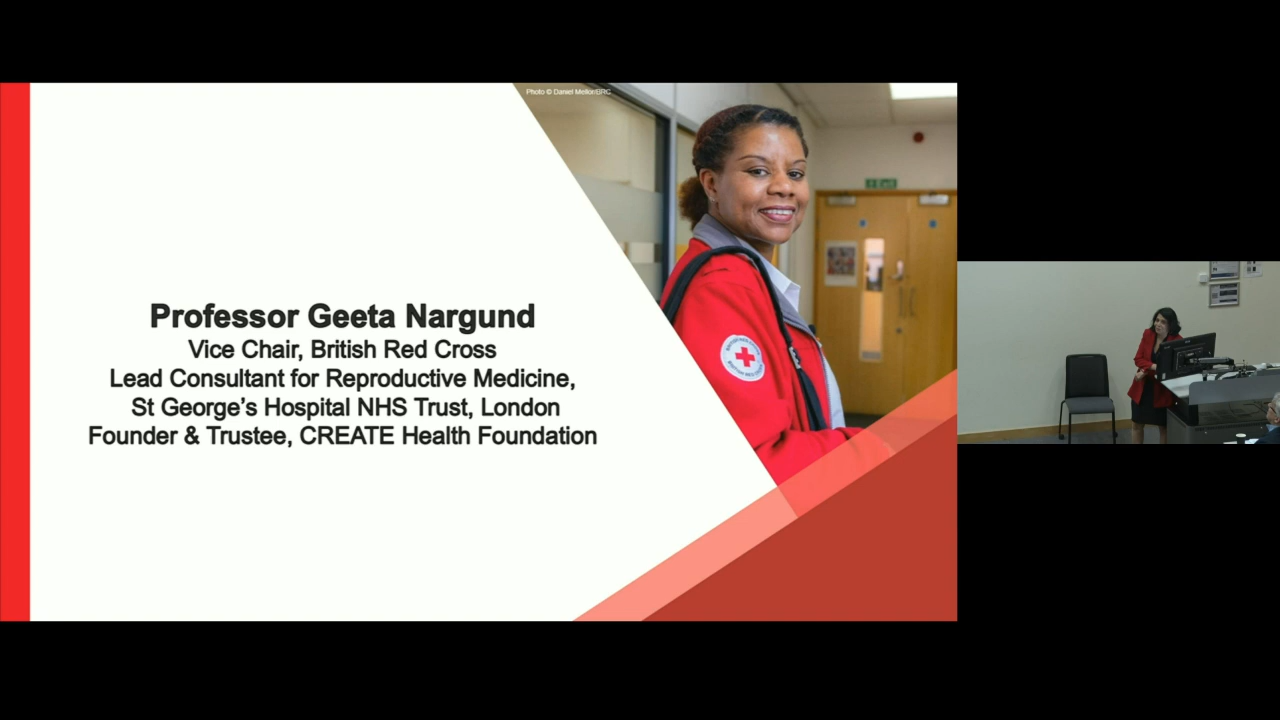 Photo © Daniel Mellor/BRC
Professor Geeta Nargund
Vice Chair, British Red Cross
Lead Consultant for Reproductive Medicine,
St George's Hospital NHS Trust, London
Founder & Trustee, CREATE Health Foundation
Exit